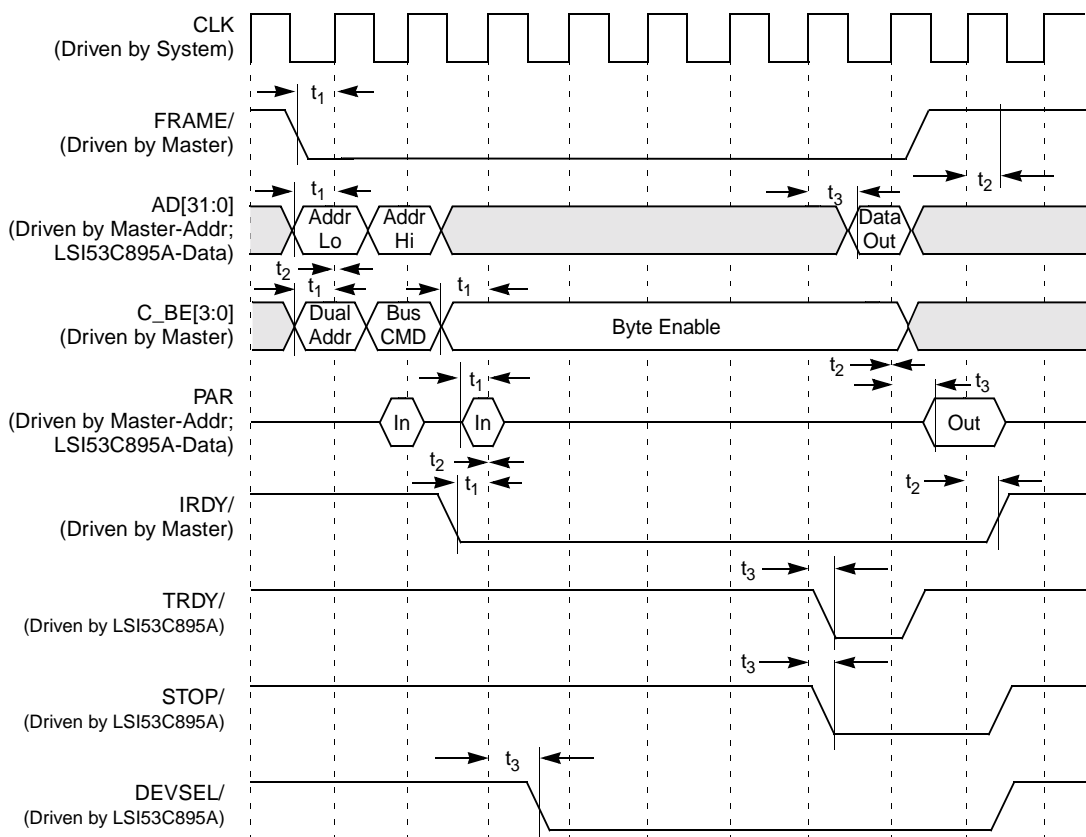 CLK
(Driven by System)
t1
FRAME/
(Driven by Master)
t2
t1
t3
AD[31:0]
(Driven by Master-Addr;
LSI53C895A-Data)
Addr
Lo
Addr
Hi
Data
Out
t2
t1
t1
C_BE[3:0]
(Driven by Master)
Dual
Addr
Bus
CMD
Byte Enable
t2
t1
t3
PAR
(Driven by Master-Addr;
LSI53C895A-Data)
In
In
Out
t2
t1
t2
IRDY/
(Driven by Master)
t3
TRDY/
(Driven by LSI53C895A)
t3
STOP/
(Driven by LSI53C895A)
t3
DEVSEL/
(Driven by LSI53C895A)